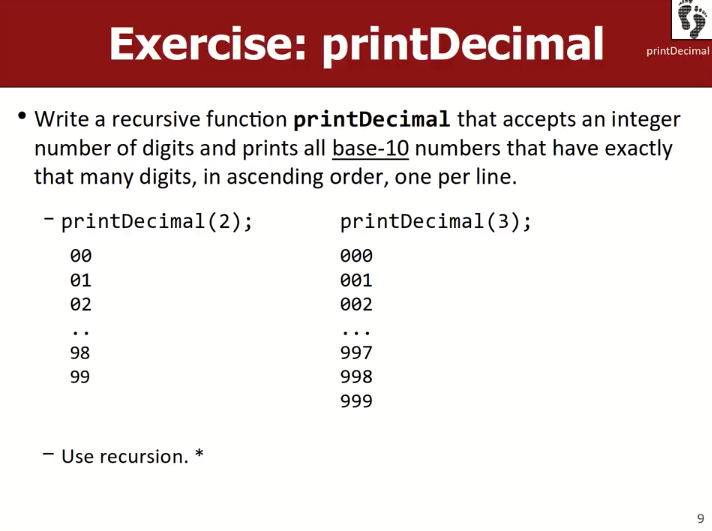 Exercise: printDecimal
printDecimal
• Write a recursive function printDecimal that accepts an integer
number of digits and prints all base-10 numbers that have exactly
that many digits, in ascending order, one per line.
– printDecimal(2); printDecimal(3);
00 000
01 001
02 002
.. ...
98 997
99 998
999
– Use recursion. *
9